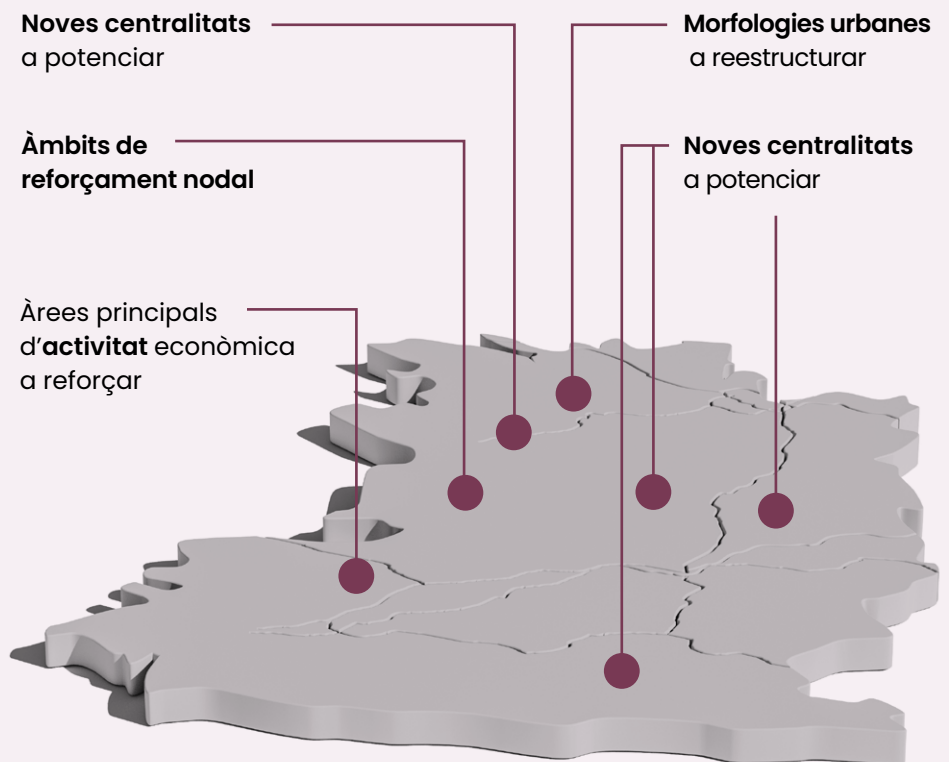 Noves centralitats
a potenciar
Morfologies urbanes
a reestructurar
Àmbits de
reforçament nodal
Noves centralitats
a potenciar
Àrees principals
d’activitat econòmica
a reforçar